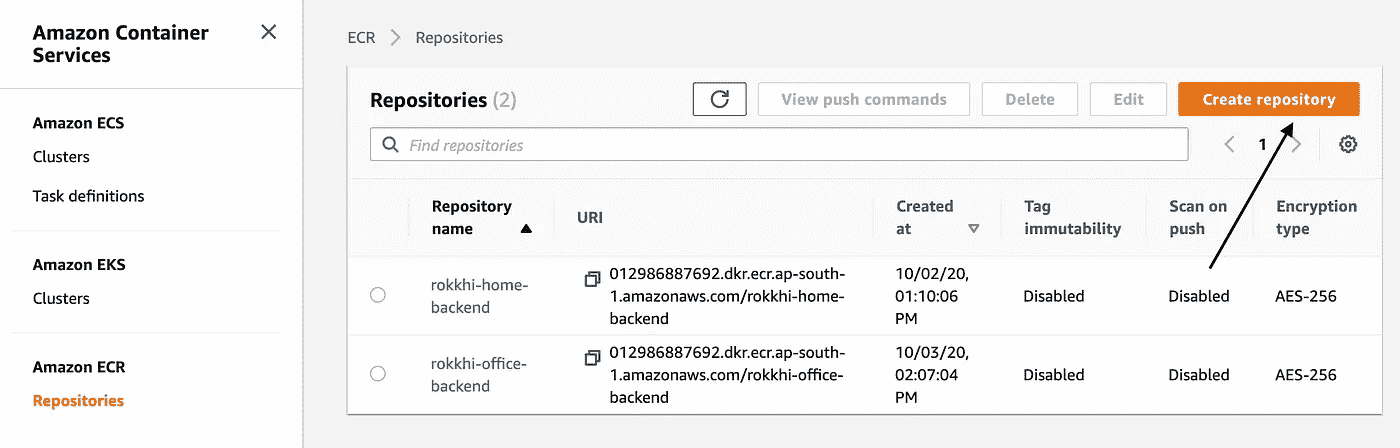 Amazon Container
Services
Amazon ECS
Clusters
Task definitions
Amazon EKS
Clusters
Amazon ECR
Repositories
ECR > Repositories
Repositories (2)
View push commands
Delete
Edit
Create repository
Find repositories
1
Repository
name
URI
Created
at
Tag
immutability
Scan on
push
Encryption
type
rokkhi-home-
backend
012986887692.dkr.ecr.ap-south-
1.amazonaws.com/rokkhi-home-
backend
10/02/20,
01:10:06
PM
Disabled
Disabled
AES-256
rokkhi-office-
backend
012986887692.dkr.ecr.ap-south-
1.amazonaws.com/rokkhi-office-
backend
10/03/20,
02:07:04
PM
Disabled
Disabled
AES-256